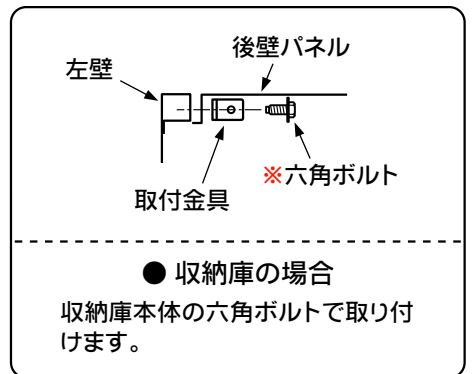 後壁パネル
左壁
※六角ボルト
取付金具
● 収納庫の場合
収納庫本体の六角ボルトで取り付
けます。